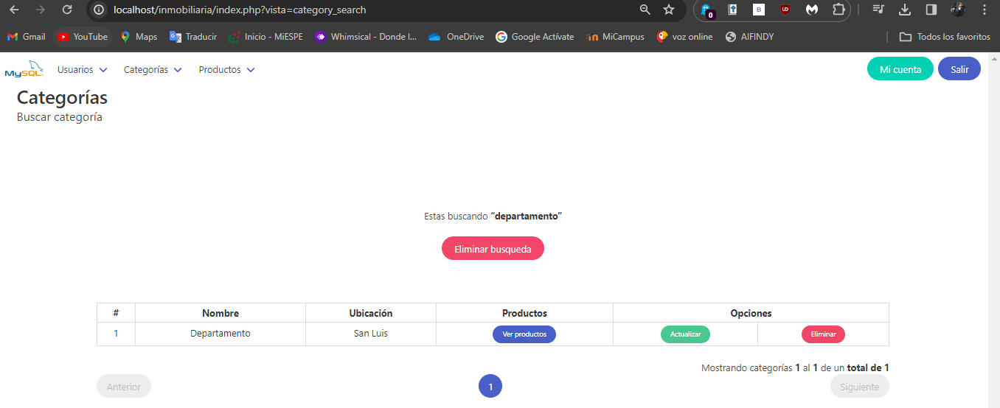 localhost/inmobiliaria/index.php?vista=category_search
0 B UD
Gmail YouTube Maps Traducir Inicio - MiESPE Whimsical - Donde l... OneDrive Google Actívate MiCampus voz online AIFINDY Todos los favoritos
MySQL Usuarios Categorías Productos Mi cuenta Salir
Categorías
Buscar categoría
Estas buscando “departamento”
Eliminar busqueda
# Nombre Ubicación Productos Opciones
1 Departamento San Luis Ver productos Actualizar Eliminar
Mostrando categorías 1 al 1 de un total de 1
Anterior 1 Siguiente